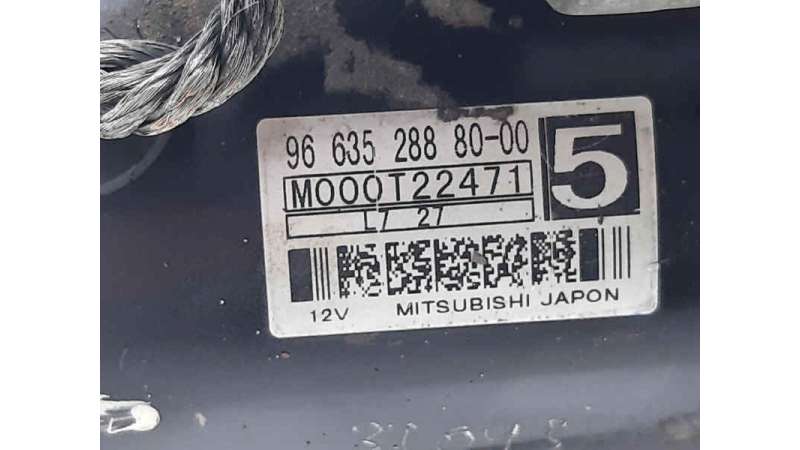 96 635 288 80-00
5
M000T22471
L7 27
12V MITSUBISHI JAPON